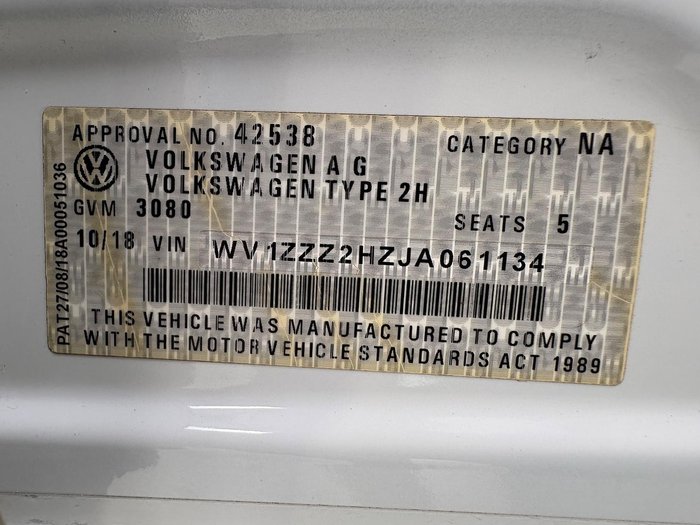 APPROVAL NO. 42538 CATEGORY NA
VOLKSWAGEN AG
VOLKSWAGEN TYPE 2H
GVM 3080 SEATS 5
10/18 VIN WV1ZZZ2HZJA061134
THIS VEHICLE WAS MANUFACTURED TO COMPLY
WITH THE MOTOR VEHICLE STANDARDS ACT 1989
PAT27/08/18A00051036